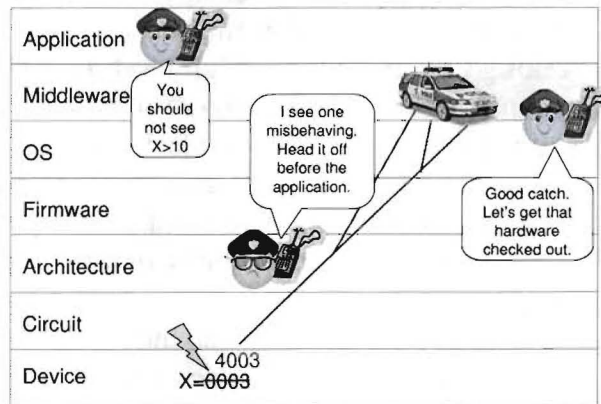 Application
Middleware
You
should
not see
X>10
I see one
misbehaving.
Head it off
before the
application.
OS
Good catch.
Let's get that
hardware
checked out.
Firmware
Architecture
Circuit
4003
X=0003
Device